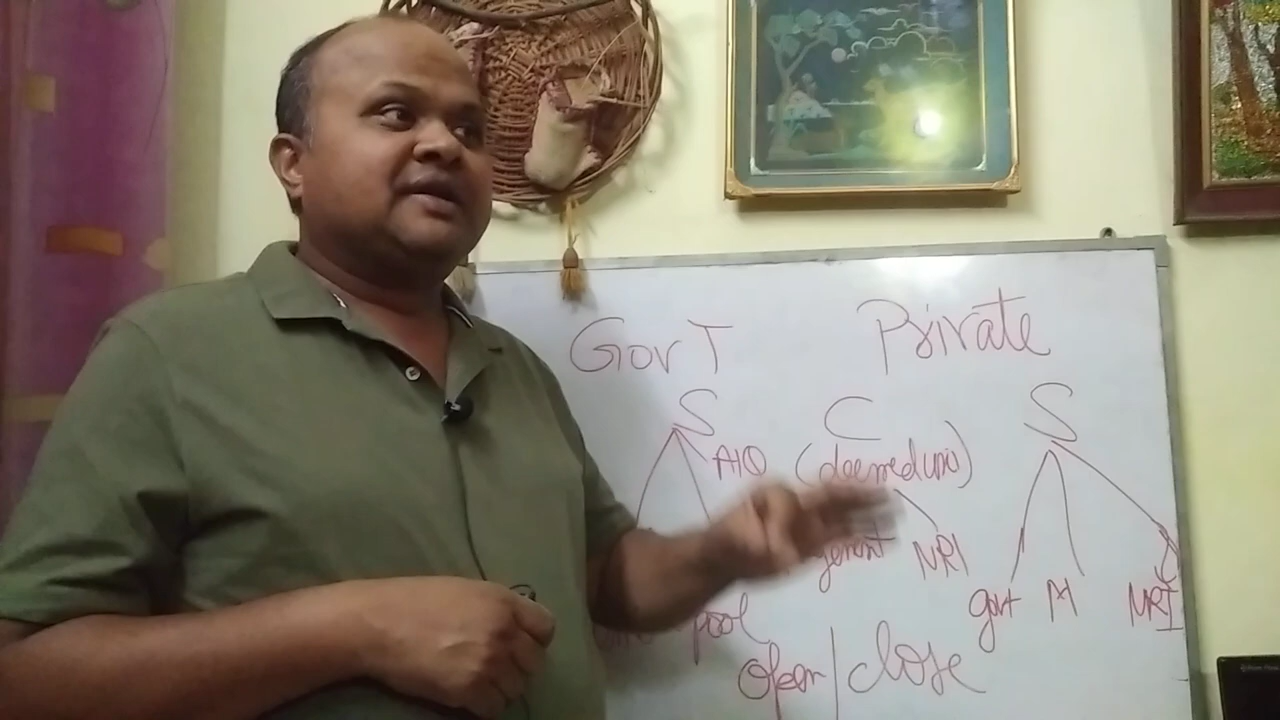 GovT Private
S C S
AIQ (deemed uni)
NRI
govt M NRI
pool
open/close